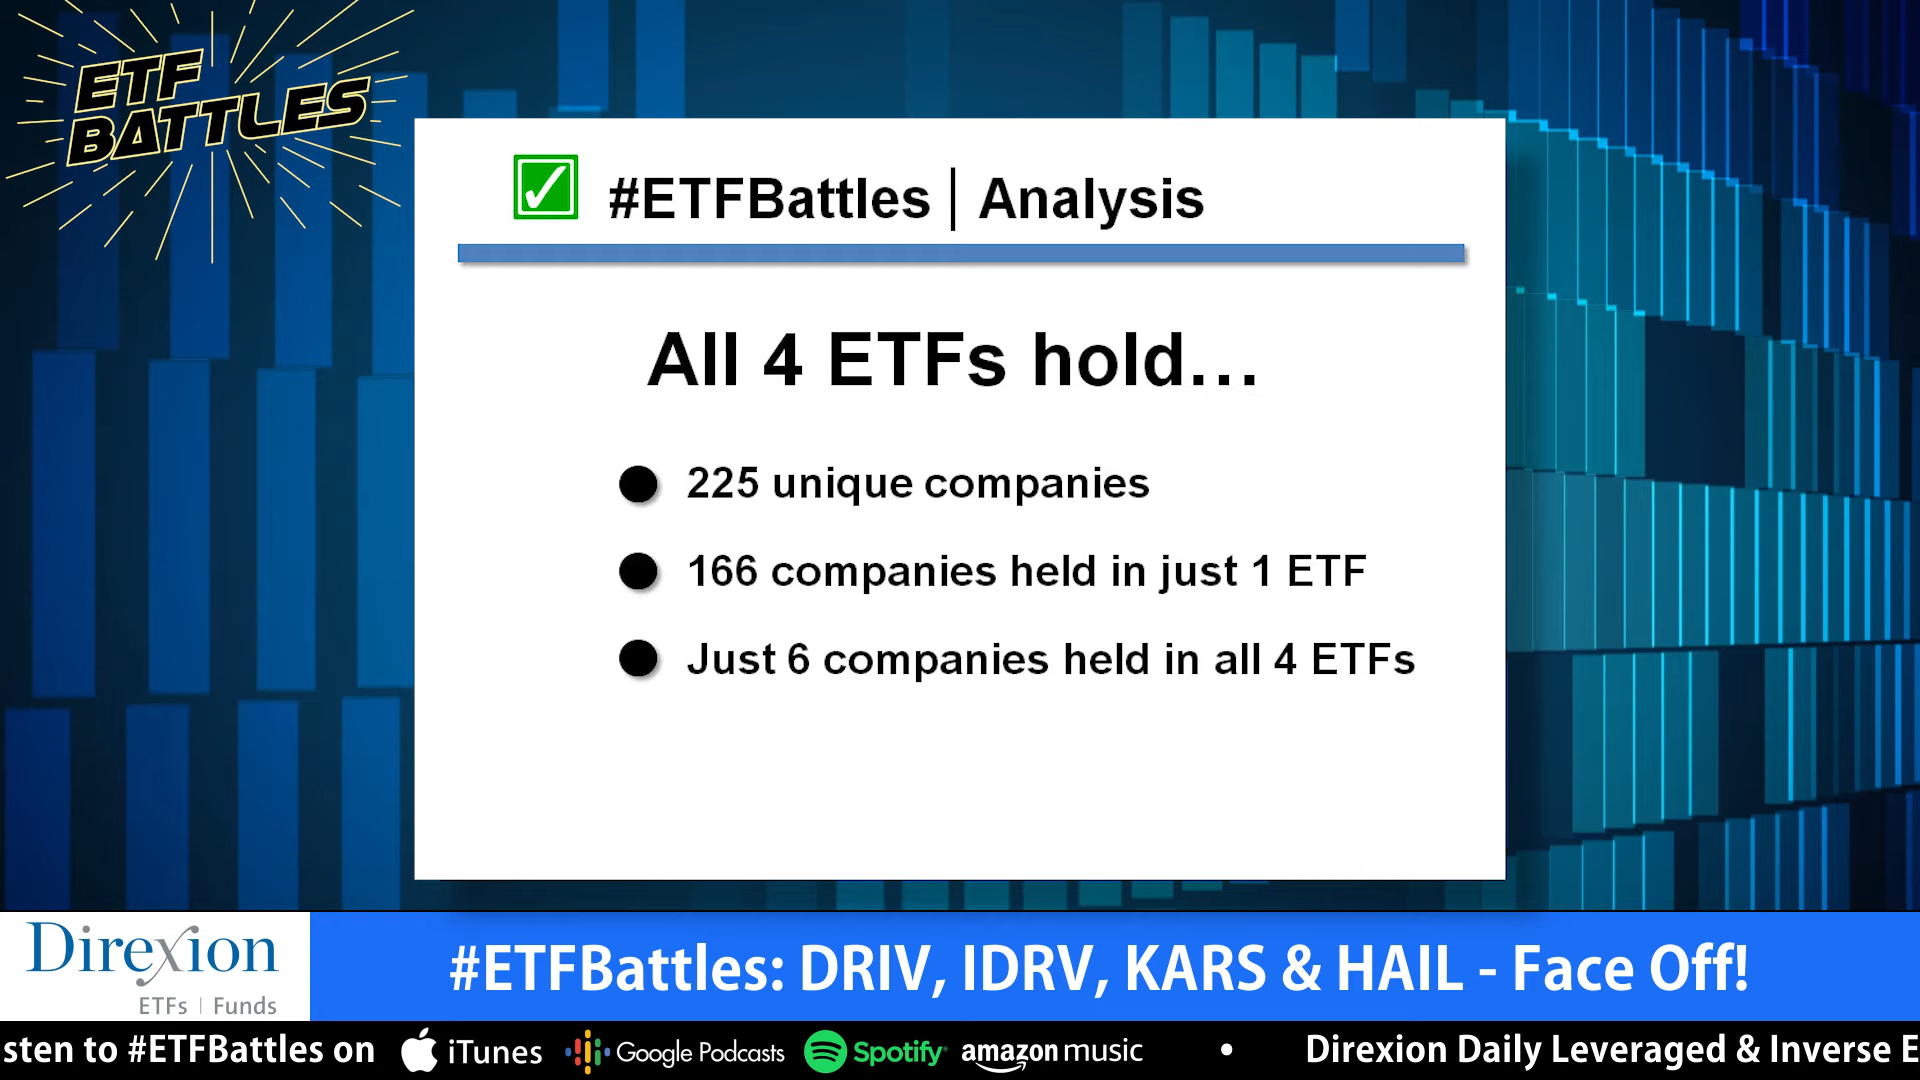 ETF
BATTLES
#ETFBattles | Analysis
All 4 ETFs hold…
225 unique companies
166 companies held in just 1 ETF
Just 6 companies held in all 4 ETFs
Direxion
ETFs | Funds
#ETFBattles: DRIV, IDRV, KARS & HAIL - Face Off!
sten to #ETFBattles on iTunes Google Podcasts Spotify amazon music • Direxion Daily Leveraged & Inverse E